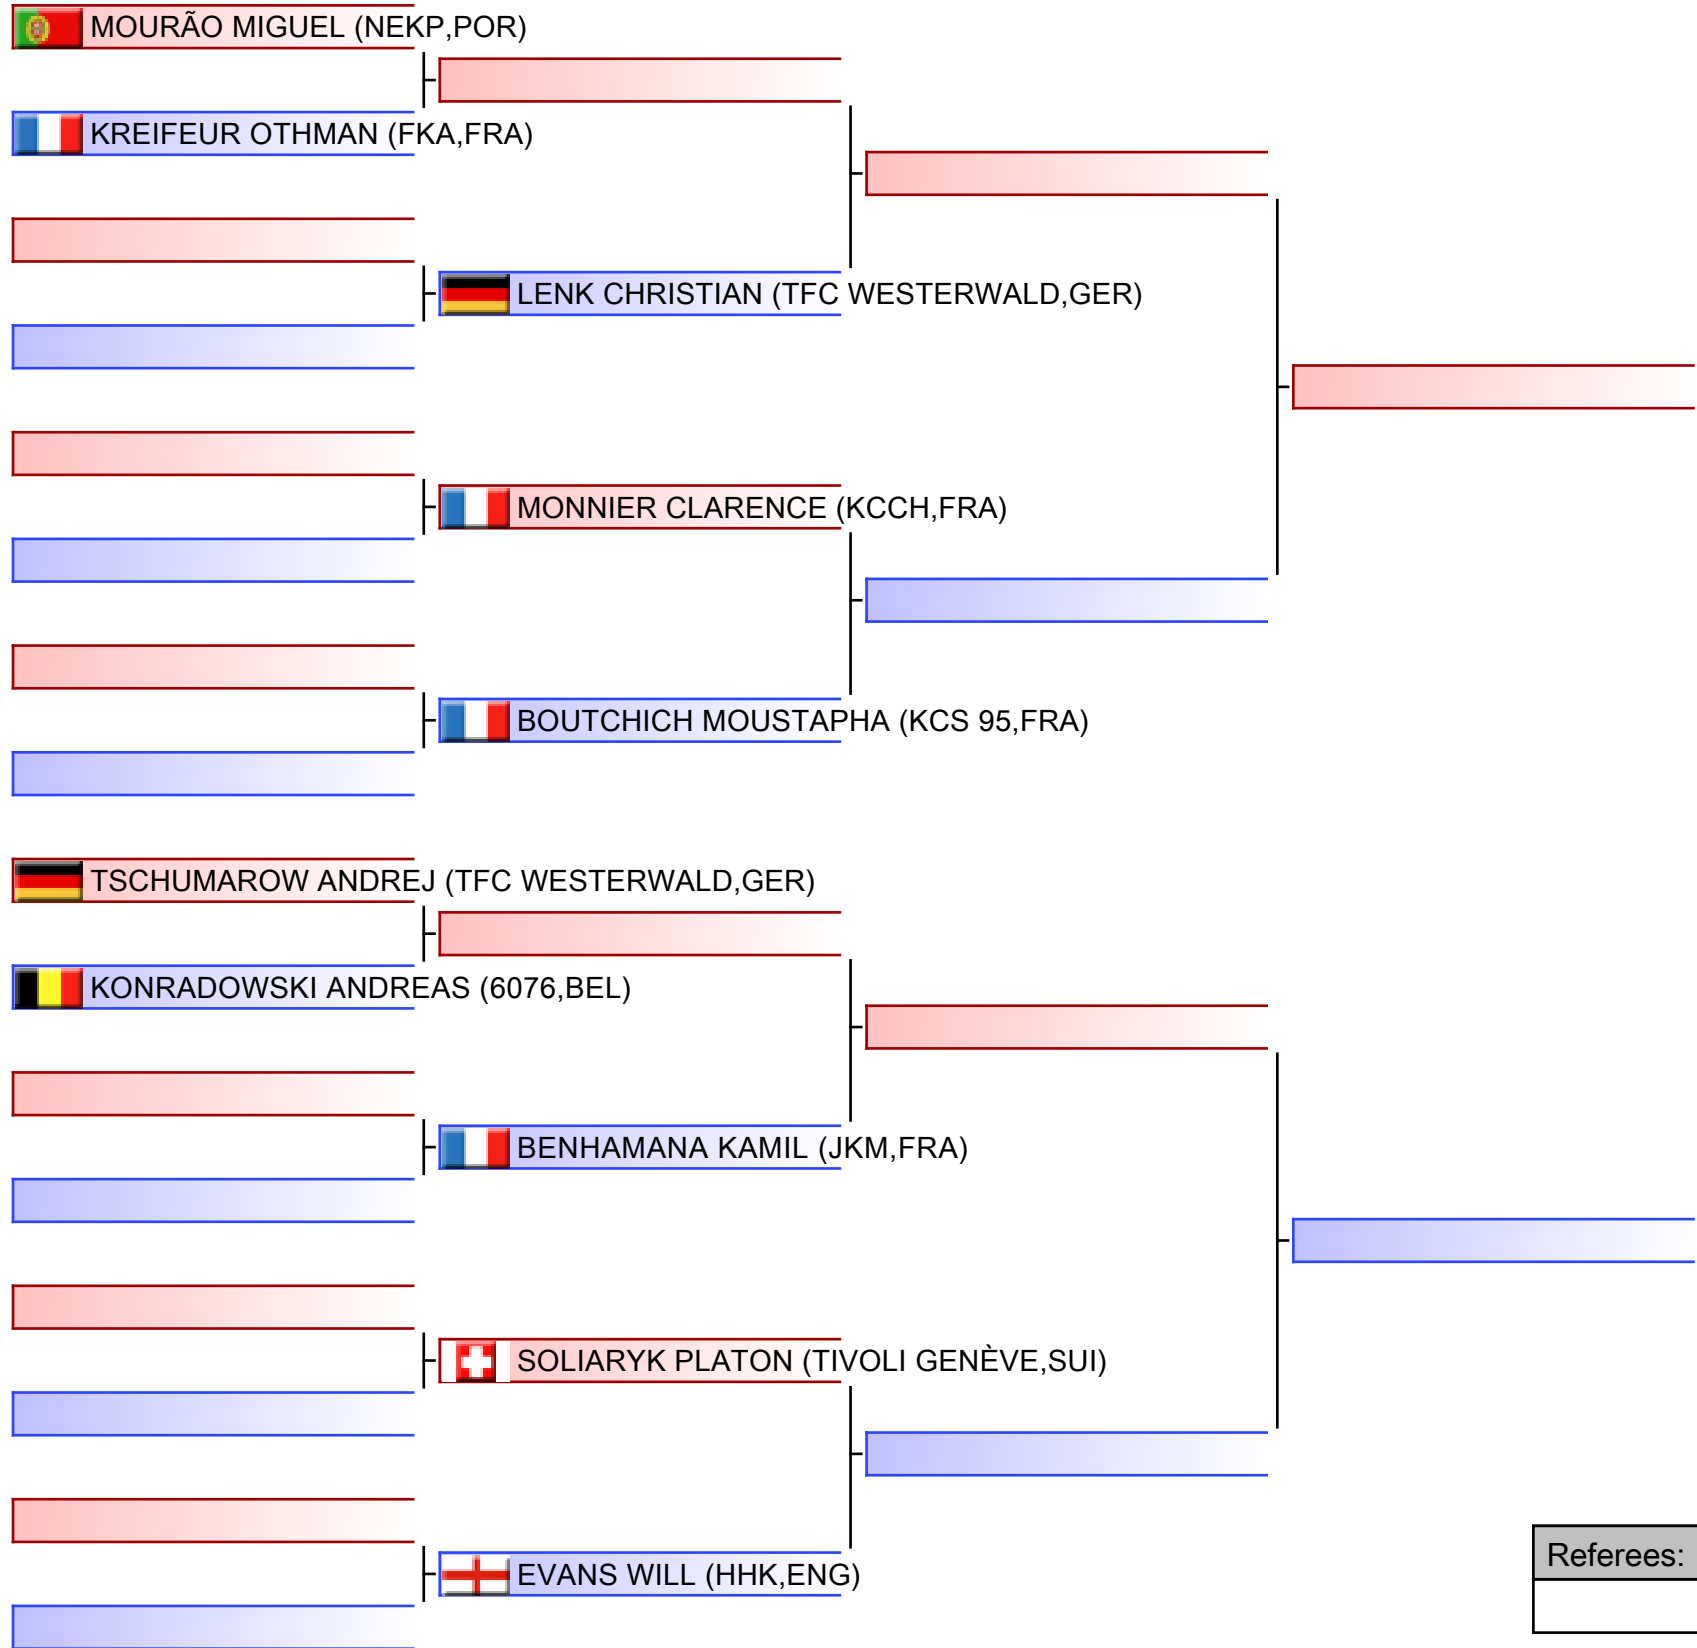 MOURÃO MIGUEL (NEKP,POR)
KREIFEUR OTHMAN (FKA,FRA)
LENK CHRISTIAN (TFC WESTERWALD,GER)
MONNIER CLARENCE (KCCH,FRA)
BOUTCHICH MOUSTAPHA (KCS 95,FRA)
TSCHUMAROW ANDREJ (TFC WESTERWALD,GER)
KONRADOWSKI ANDREAS (6076,BEL)
BENHAMANA KAMIL (JKM,FRA)
SOLIARYK PLATON (TIVOLI GENÈVE,SUI)
EVANS WILL (HHK,ENG)
Referees: